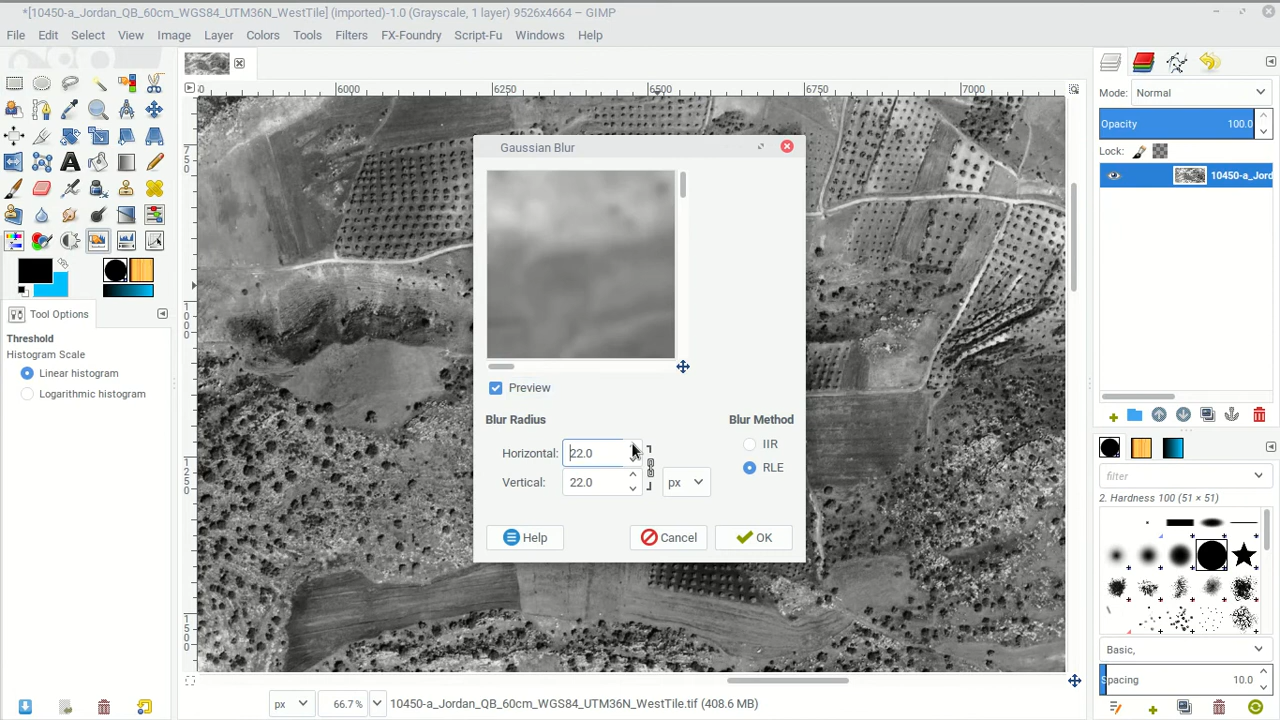 *[10450-a_Jordan_QB_60cm_WGS84_UTM36N_WestTile] (imported)-1.0 (Grayscale, 1 layer) 9526x4664 – GIMP
File Edit Select View Image Layer Colors Tools Filters FX-Foundry Script-Fu Windows Help
6000 6250 6500 6750 7000
Mode: Normal
Opacity 100.0
Lock:
10450-a_Jord
Gaussian Blur
Preview
Blur Radius
Blur Method
Horizontal: 22.0
IIR
Vertical: 22.0
px
RLE
Help
Cancel
OK
Tool Options
Threshold
Histogram Scale
Linear histogram
Logarithmic histogram
750
1000
1250
1500
filter
2. Hardness 100 (51 × 51)
Basic,
Spacing 10.0
px
66.7%
10450-a_Jordan_QB_60cm_WGS84_UTM36N_WestTile.tif (408.6 MB)